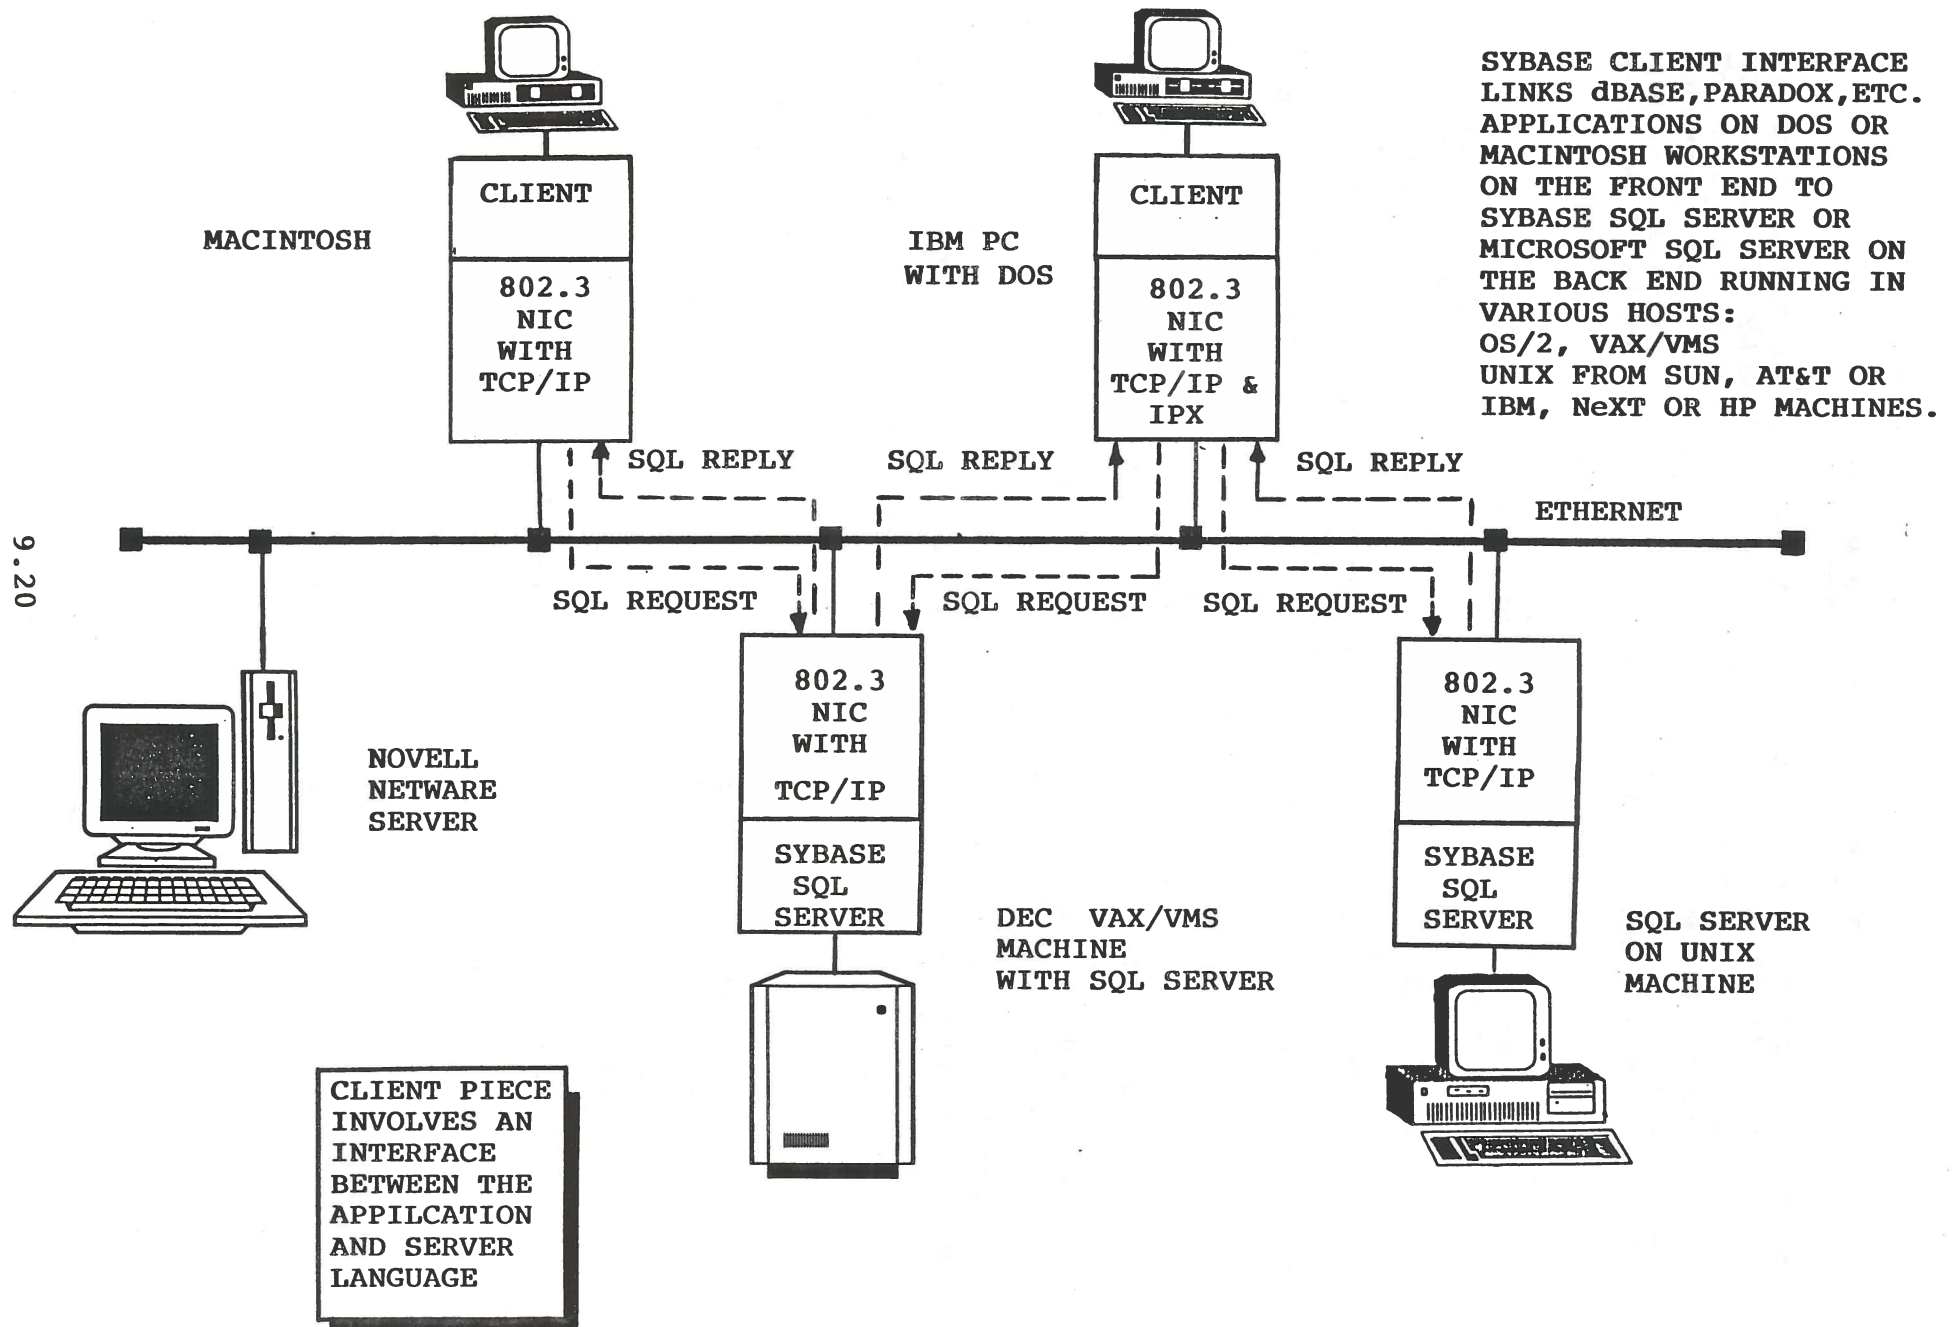 SYBASE CLIENT INTERFACE
LINKS dBASE,PARADOX,ETC.
APPLICATIONS ON DOS OR
MACINTOSH WORKSTATIONS
ON THE FRONT END TO
SYBASE SQL SERVER OR
MICROSOFT SQL SERVER ON
THE BACK END RUNNING IN
VARIOUS HOSTS:
OS/2, VAX/VMS
UNIX FROM SUN, AT&T OR
IBM, NeXT OR HP MACHINES.
MACINTOSH
CLIENT
802.3
NIC
WITH
TCP/IP
IBM PC
WITH DOS
CLIENT
802.3
NIC
WITH
TCP/IP &
IPX
SQL REPLY
SQL REPLY
SQL REPLY
ETHERNET
SQL REQUEST
SQL REQUEST
SQL REQUEST
9.20
NOVELL
NETWARE
SERVER
802.3
NIC
WITH
TCP/IP
SYBASE
SQL
SERVER
DEC VAX/VMS
MACHINE
WITH SQL SERVER
802.3
NIC
WITH
TCP/IP
SYBASE
SQL
SERVER
SQL SERVER
ON UNIX
MACHINE
CLIENT PIECE
INVOLVES AN
INTERFACE
BETWEEN THE
APPILCATION
AND SERVER
LANGUAGE